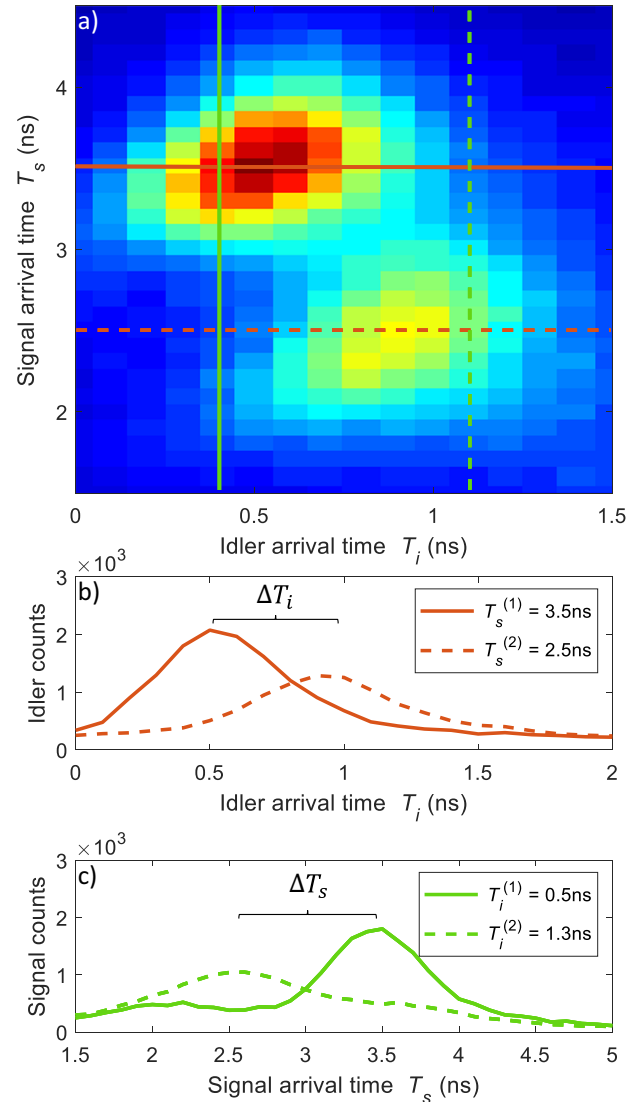 a)
4
3
2
Signal arrival time T_s (ns)
0 0.5 1 1.5
Idler arrival time T_i (ns)
×10^3
b)
3
2
1
0
Idler counts
ΔT_i
T_s^(1) = 3.5ns
T_s^(2) = 2.5ns
0 0.5 1 1.5 2
Idler arrival time T_i (ns)
×10^3
c)
3
2
1
0
Signal counts
ΔT_s
T_i^(1) = 0.5ns
T_i^(2) = 1.3ns
1.5 2 2.5 3 3.5 4 4.5 5
Signal arrival time T_s (ns)